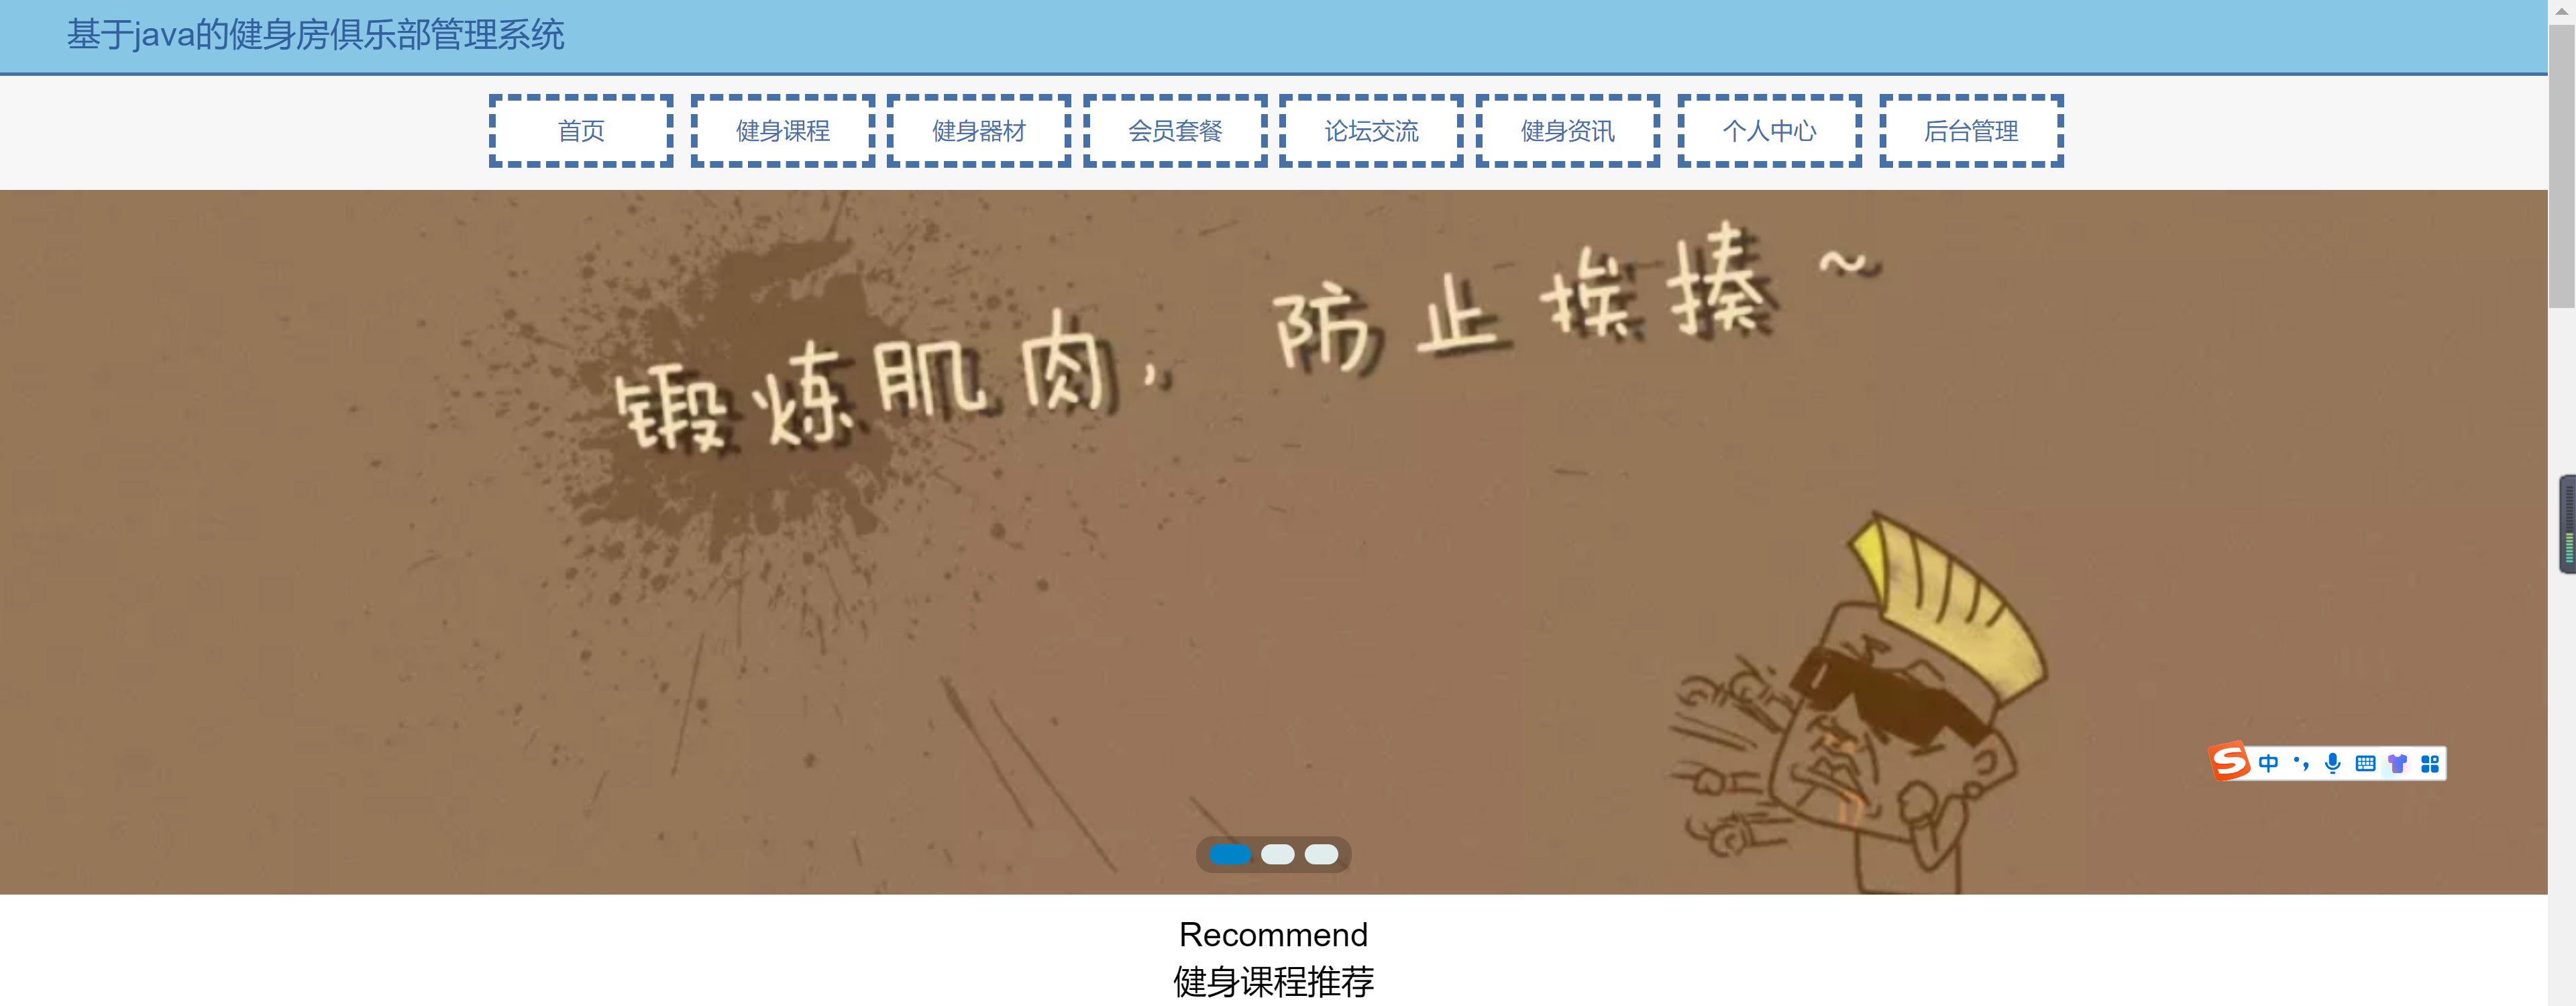 基于java的健身房俱乐部管理系统
首页 健身课程 健身器材 会员套餐 论坛交流 健身资讯 个人中心 后台管理
锻炼肌肉, 防止挨揍~
中
Recommend
健身课程推荐